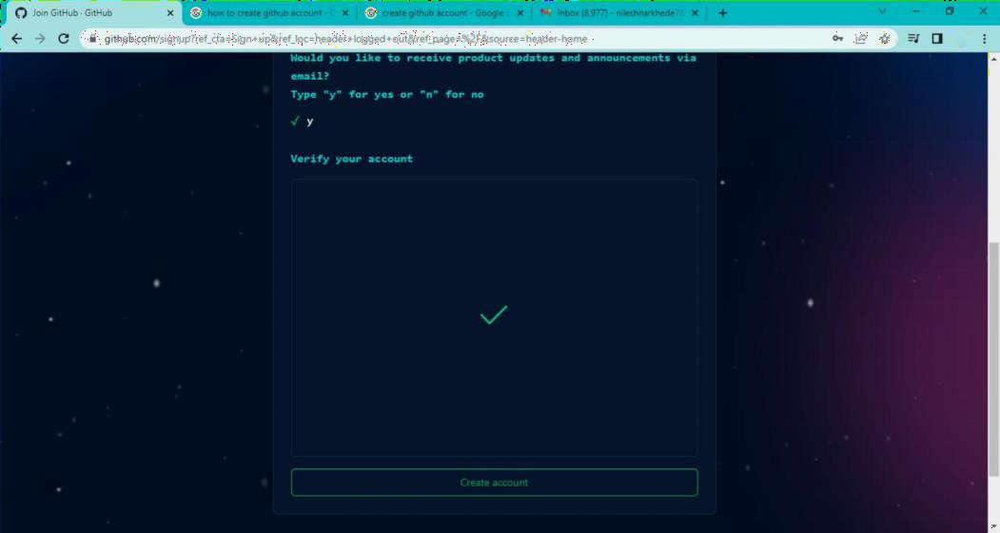 Join GitHub · GitHub
how to create github account - G
create github account - Google S
Inbox (8,977) - nileshnarkhede78
github.com/signup?ref_cta=Sign+up&ref_loc=header+logged+out&ref_page=%2F&source=header-home
Would you like to receive product updates and announcements via
email?
Type "y" for yes or "n" for no
y
Verify your account
Create account